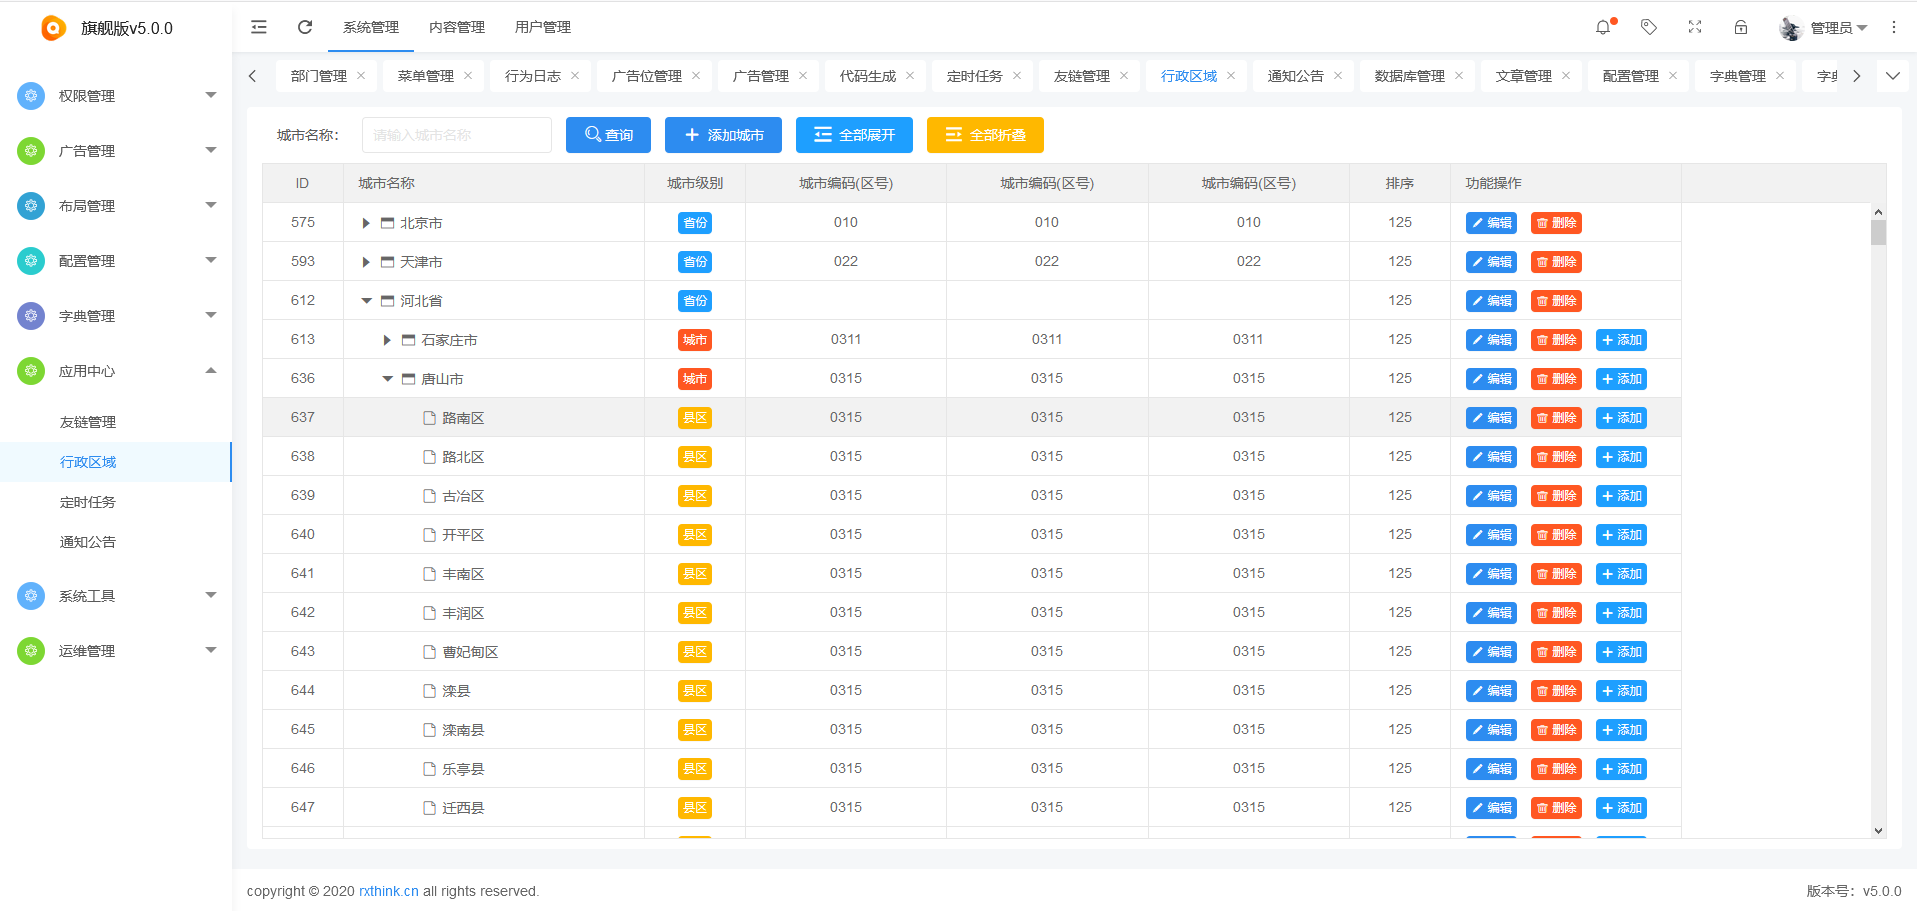 旗舰版v5.0.0
系统管理 内容管理 用户管理
管理员
部门管理 菜单管理 行为日志 广告位管理 广告管理 代码生成 定时任务 友链管理 行政区域 通知公告 数据库管理 文章管理 配置管理 字典管理
权限管理
广告管理
布局管理
配置管理
字典管理
应用中心
友链管理
行政区域
定时任务
通知公告
系统工具
运维管理
城市名称： 请输入城市名称 查询 添加城市 全部展开 全部折叠
ID 城市名称 城市级别 城市编码(区号) 城市编码(区号) 城市编码(区号) 排序 功能操作
575 北京市 省份 010 010 010 125 编辑 删除
593 天津市 省份 022 022 022 125 编辑 删除
612 河北省 省份 125 编辑 删除
613 石家庄市 城市 0311 0311 0311 125 编辑 删除 添加
636 唐山市 城市 0315 0315 0315 125 编辑 删除 添加
637 路南区 县区 0315 0315 0315 125 编辑 删除 添加
638 路北区 县区 0315 0315 0315 125 编辑 删除 添加
639 古冶区 县区 0315 0315 0315 125 编辑 删除 添加
640 开平区 县区 0315 0315 0315 125 编辑 删除 添加
641 丰南区 县区 0315 0315 0315 125 编辑 删除 添加
642 丰润区 县区 0315 0315 0315 125 编辑 删除 添加
643 曹妃甸区 县区 0315 0315 0315 125 编辑 删除 添加
644 滦县 县区 0315 0315 0315 125 编辑 删除 添加
645 滦南县 县区 0315 0315 0315 125 编辑 删除 添加
646 乐亭县 县区 0315 0315 0315 125 编辑 删除 添加
647 迁西县 县区 0315 0315 0315 125 编辑 删除 添加
copyright © 2020 rxthink.cn all rights reserved.
版本号：v5.0.0